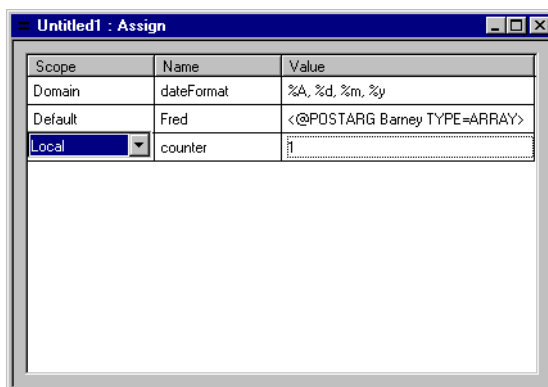 Untitled1 : Assign
Scope Name Value
Domain dateFormat %A, %d, %m, %y
Default Fred <@POSTARG Barney TYPE=ARRAY>
Local counter 1